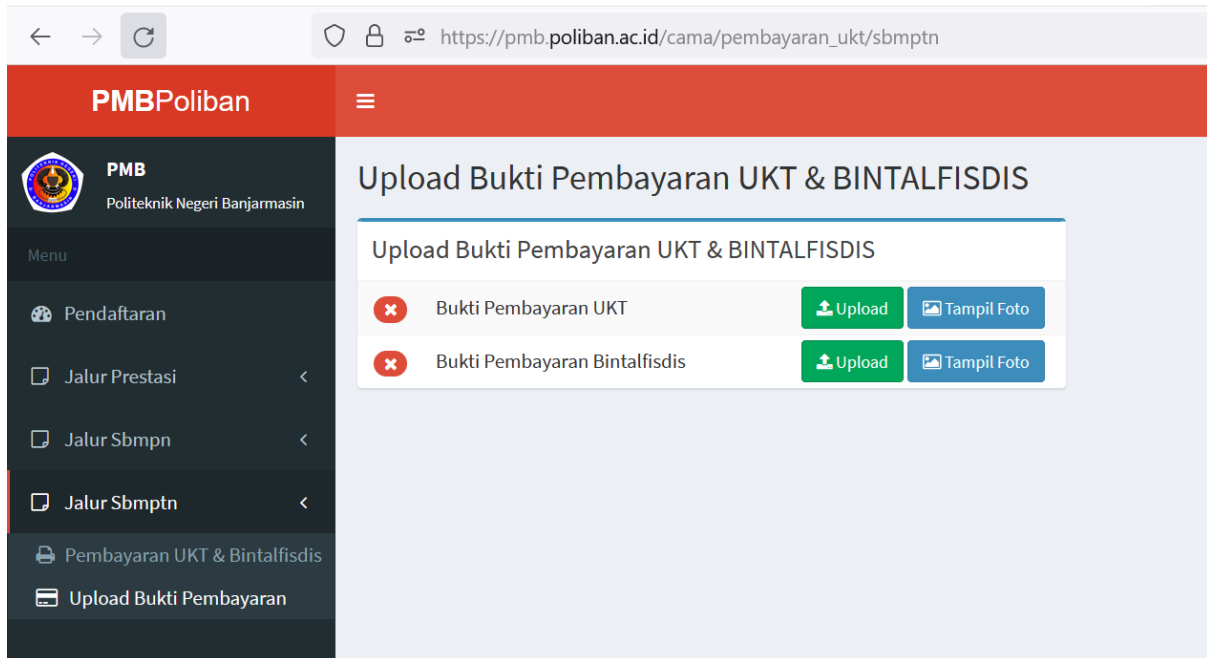 https://pmb.poliban.ac.id/cama/pembayaran_ukt/sbmptn
PMBPoliban
PMB
Politeknik Negeri Banjarmasin
Menu
Pendaftaran
Jalur Prestasi
Jalur Sbmpn
Jalur Sbmptn
Pembayaran UKT & Bintalfisdis
Upload Bukti Pembayaran
Upload Bukti Pembayaran UKT & BINTALFISDIS
Upload Bukti Pembayaran UKT & BINTALFISDIS
Bukti Pembayaran UKT Upload Tampil Foto
Bukti Pembayaran Bintalfisdis Upload Tampil Foto